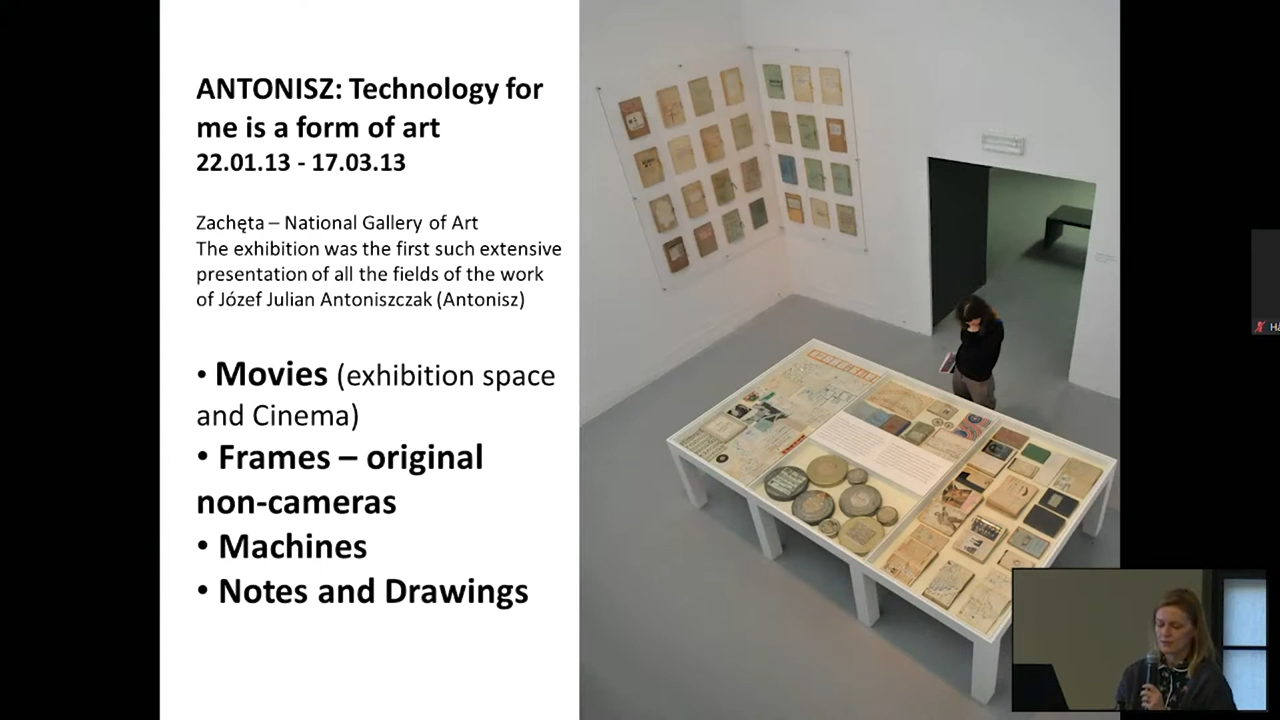 ANTONISZ: Technology for
me is a form of art
22.01.13 - 17.03.13
Zachęta – National Gallery of Art
The exhibition was the first such extensive
presentation of all the fields of the work
of Józef Julian Antoniszczak (Antonisz)
• Movies (exhibition space
and Cinema)
• Frames – original
non-cameras
• Machines
• Notes and Drawings